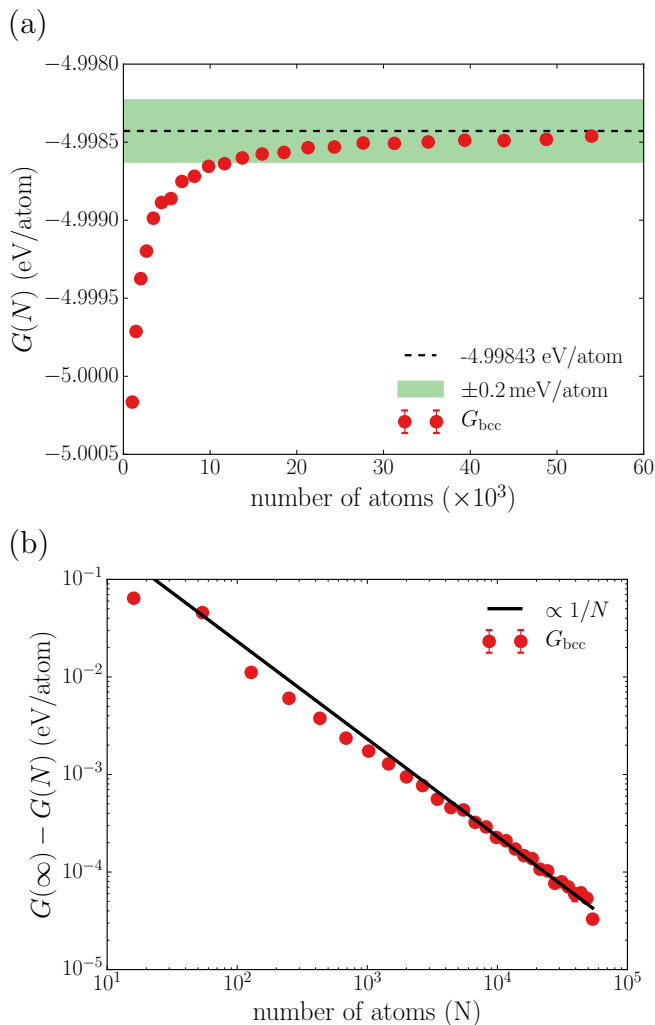 (a)
−4.9980
−4.9985
−4.9990
−4.9995
−5.0000
−5.0005
G(N) (eV/atom)
-4.99843 eV/atom
±0.2 meV/atom
G_bcc
0 10 20 30 40 50 60
number of atoms (×10³)
(b)
10⁻¹
10⁻²
10⁻³
10⁻⁴
10⁻⁵
G(∞) − G(N) (eV/atom)
∝ 1/N
G_bcc
10¹ 10² 10³ 10⁴ 10⁵
number of atoms (N)